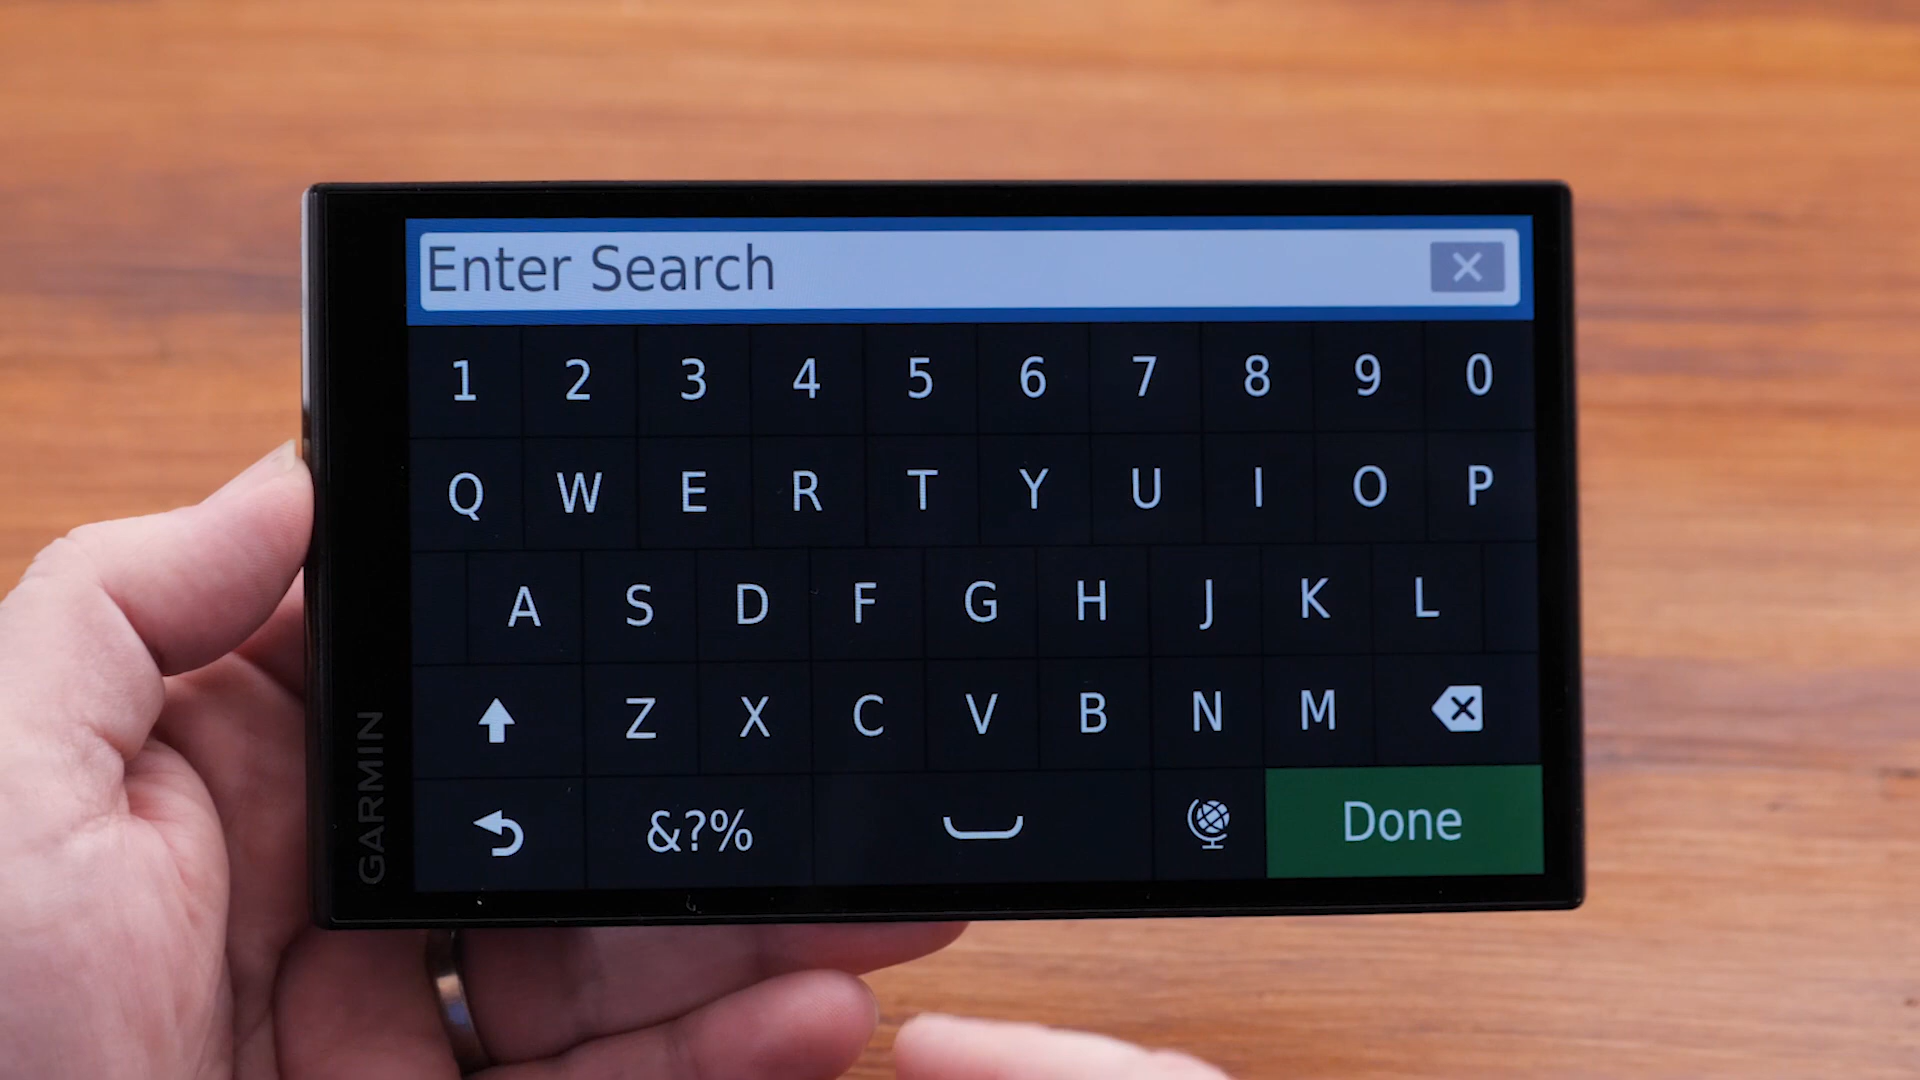 Enter Search
1 2 3 4 5 6 7 8 9 0
Q W E R T Y U I O P
A S D F G H J K L
Z X C V B N M
&?% Done
GARMIN